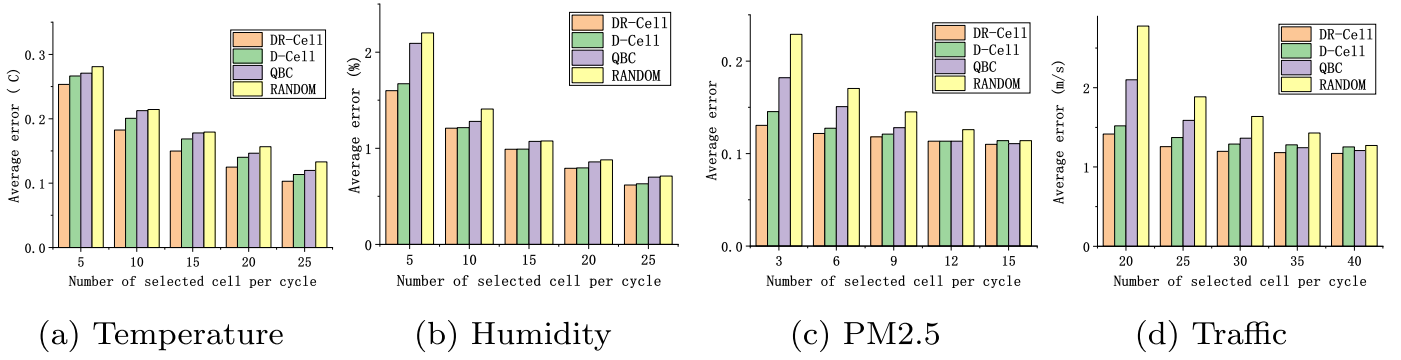 Average error ( C)
0.3
0.2
0.1
0.0
DR-Cell
D-Cell
QBC
RANDOM
5 10 15 20 25
Number of selected cell per cycle
(a) Temperature
Average error (%)
2
1
0
DR-Cell
D-Cell
QBC
RANDOM
5 10 15 20 25
Number of selected cell per cycle
(b) Humidity
Average error
0.2
0.1
0.0
DR-Cell
D-Cell
QBC
RANDOM
3 6 9 12 15
Number of selected cell per cycle
(c) PM2.5
Average error (m/s)
2
1
0
DR-Cell
D-Cell
QBC
RANDOM
20 25 30 35 40
Number of selected cell per cycle
(d) Traffic